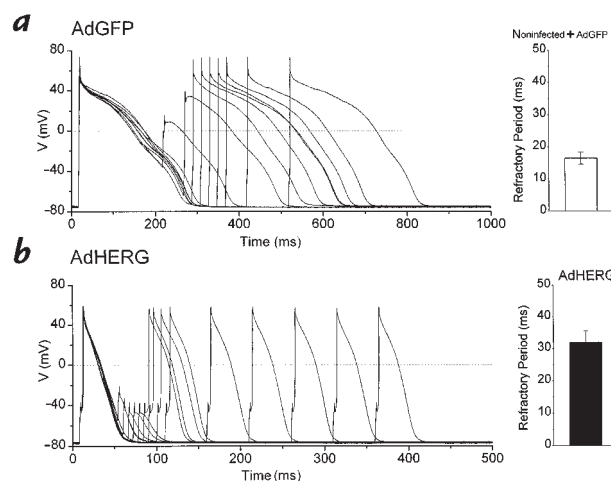 a
AdGFP
80
40
0
−40
−80
V (mV)
0 200 400 600 800 1000
Time (ms)
Noninfected + AdGFP
50
40
30
20
10
0
Refractory Period (ms)
b
AdHERG
80
40
0
−40
−80
V (mV)
0 100 200 300 400 500
Time (ms)
AdHERG
50
40
30
20
10
0
Refractory Period (ms)